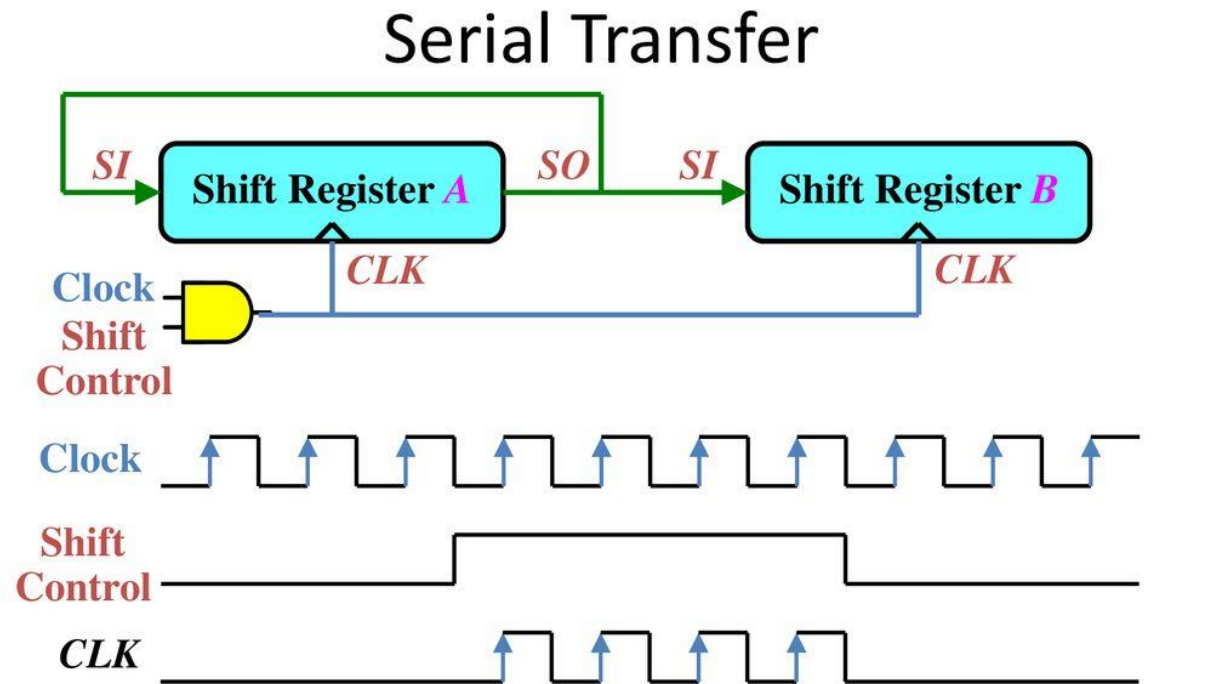 Serial Transfer
SI
SO
SI
Shift Register A
Shift Register B
CLK
CLK
Clock
Shift
Control
Clock
Shift
Control
CLK